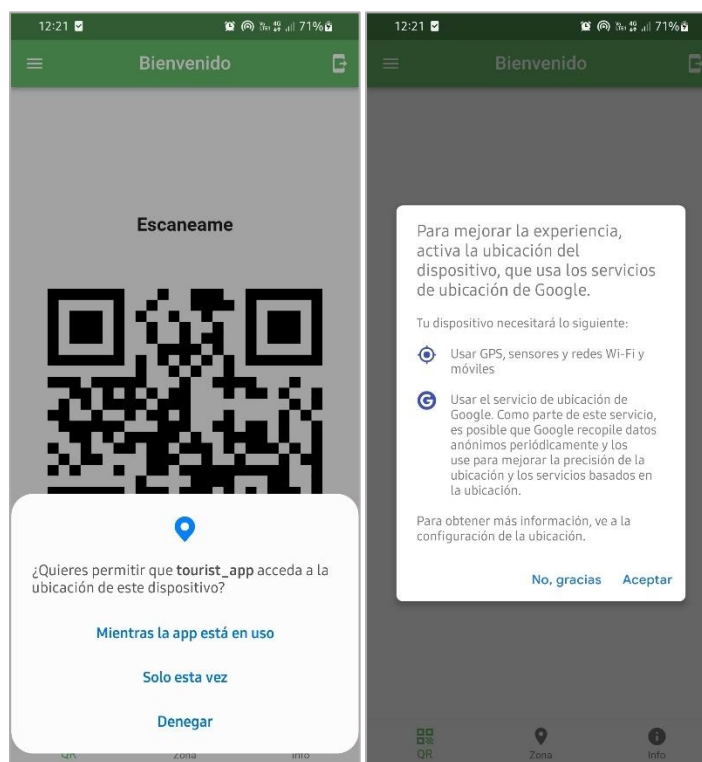 12:21
71%
Bienvenido
Escaneame
¿Quieres permitir que tourist_app acceda a la
ubicación de este dispositivo?
Mientras la app está en uso
Solo esta vez
Denegar
QR
Zona
Info
12:21
71%
Bienvenido
Para mejorar la experiencia,
activa la ubicación del
dispositivo, que usa los servicios
de ubicación de Google.
Tu dispositivo necesitará lo siguiente:
Usar GPS, sensores y redes Wi-Fi y
móviles
G
Usar el servicio de ubicación de
Google. Como parte de este servicio,
es posible que Google recopile datos
anónimos periódicamente y los
use para mejorar la precisión de la
ubicación y los servicios basados en
la ubicación.
Para obtener más información, ve a la
configuración de la ubicación.
No, gracias Aceptar
QR
Zona
Info